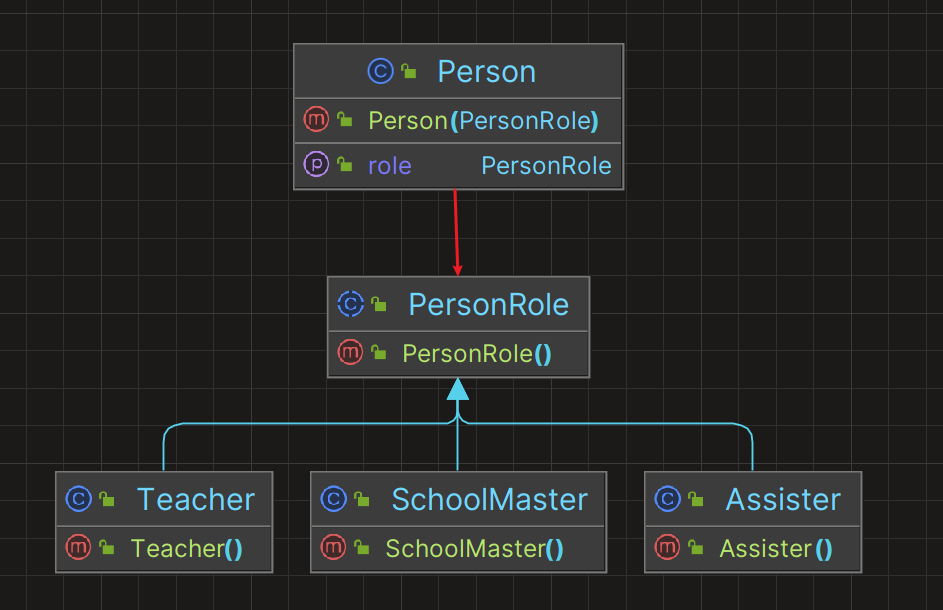 C Person
m Person(PersonRole)
p role PersonRole
C PersonRole
m PersonRole()
C Teacher
m Teacher()
C SchoolMaster
m SchoolMaster()
C Assister
m Assister()